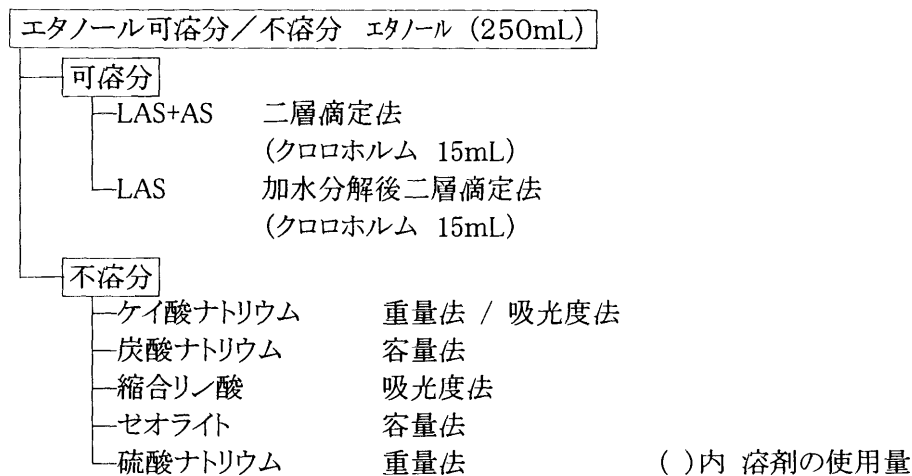 エタノール可溶分/不溶分 エタノール (250mL)
可溶分
LAS+AS 二層滴定法
(クロロホルム 15mL)
LAS 加水分解後二層滴定法
(クロロホルム 15mL)
不溶分
ケイ酸ナトリウム 重量法 / 吸光度法
炭酸ナトリウム 容量法
縮合リン酸 吸光度法
ゼオライト 容量法
硫酸ナトリウム 重量法 ( )内 溶剤の使用量